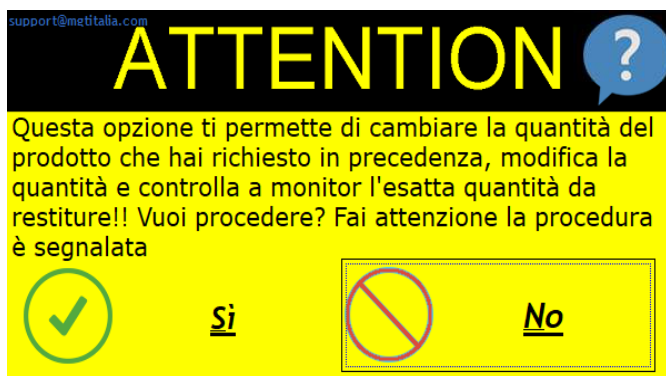 support@mgtitalia.com
ATTENTION ?
Questa opzione ti permette di cambiare la quantità del
prodotto che hai richiesto in precedenza, modifica la
quantità e controlla a monitor l'esatta quantità da
restiture!! Vuoi procedere? Fai attenzione la procedura
è segnalata
Sì
No